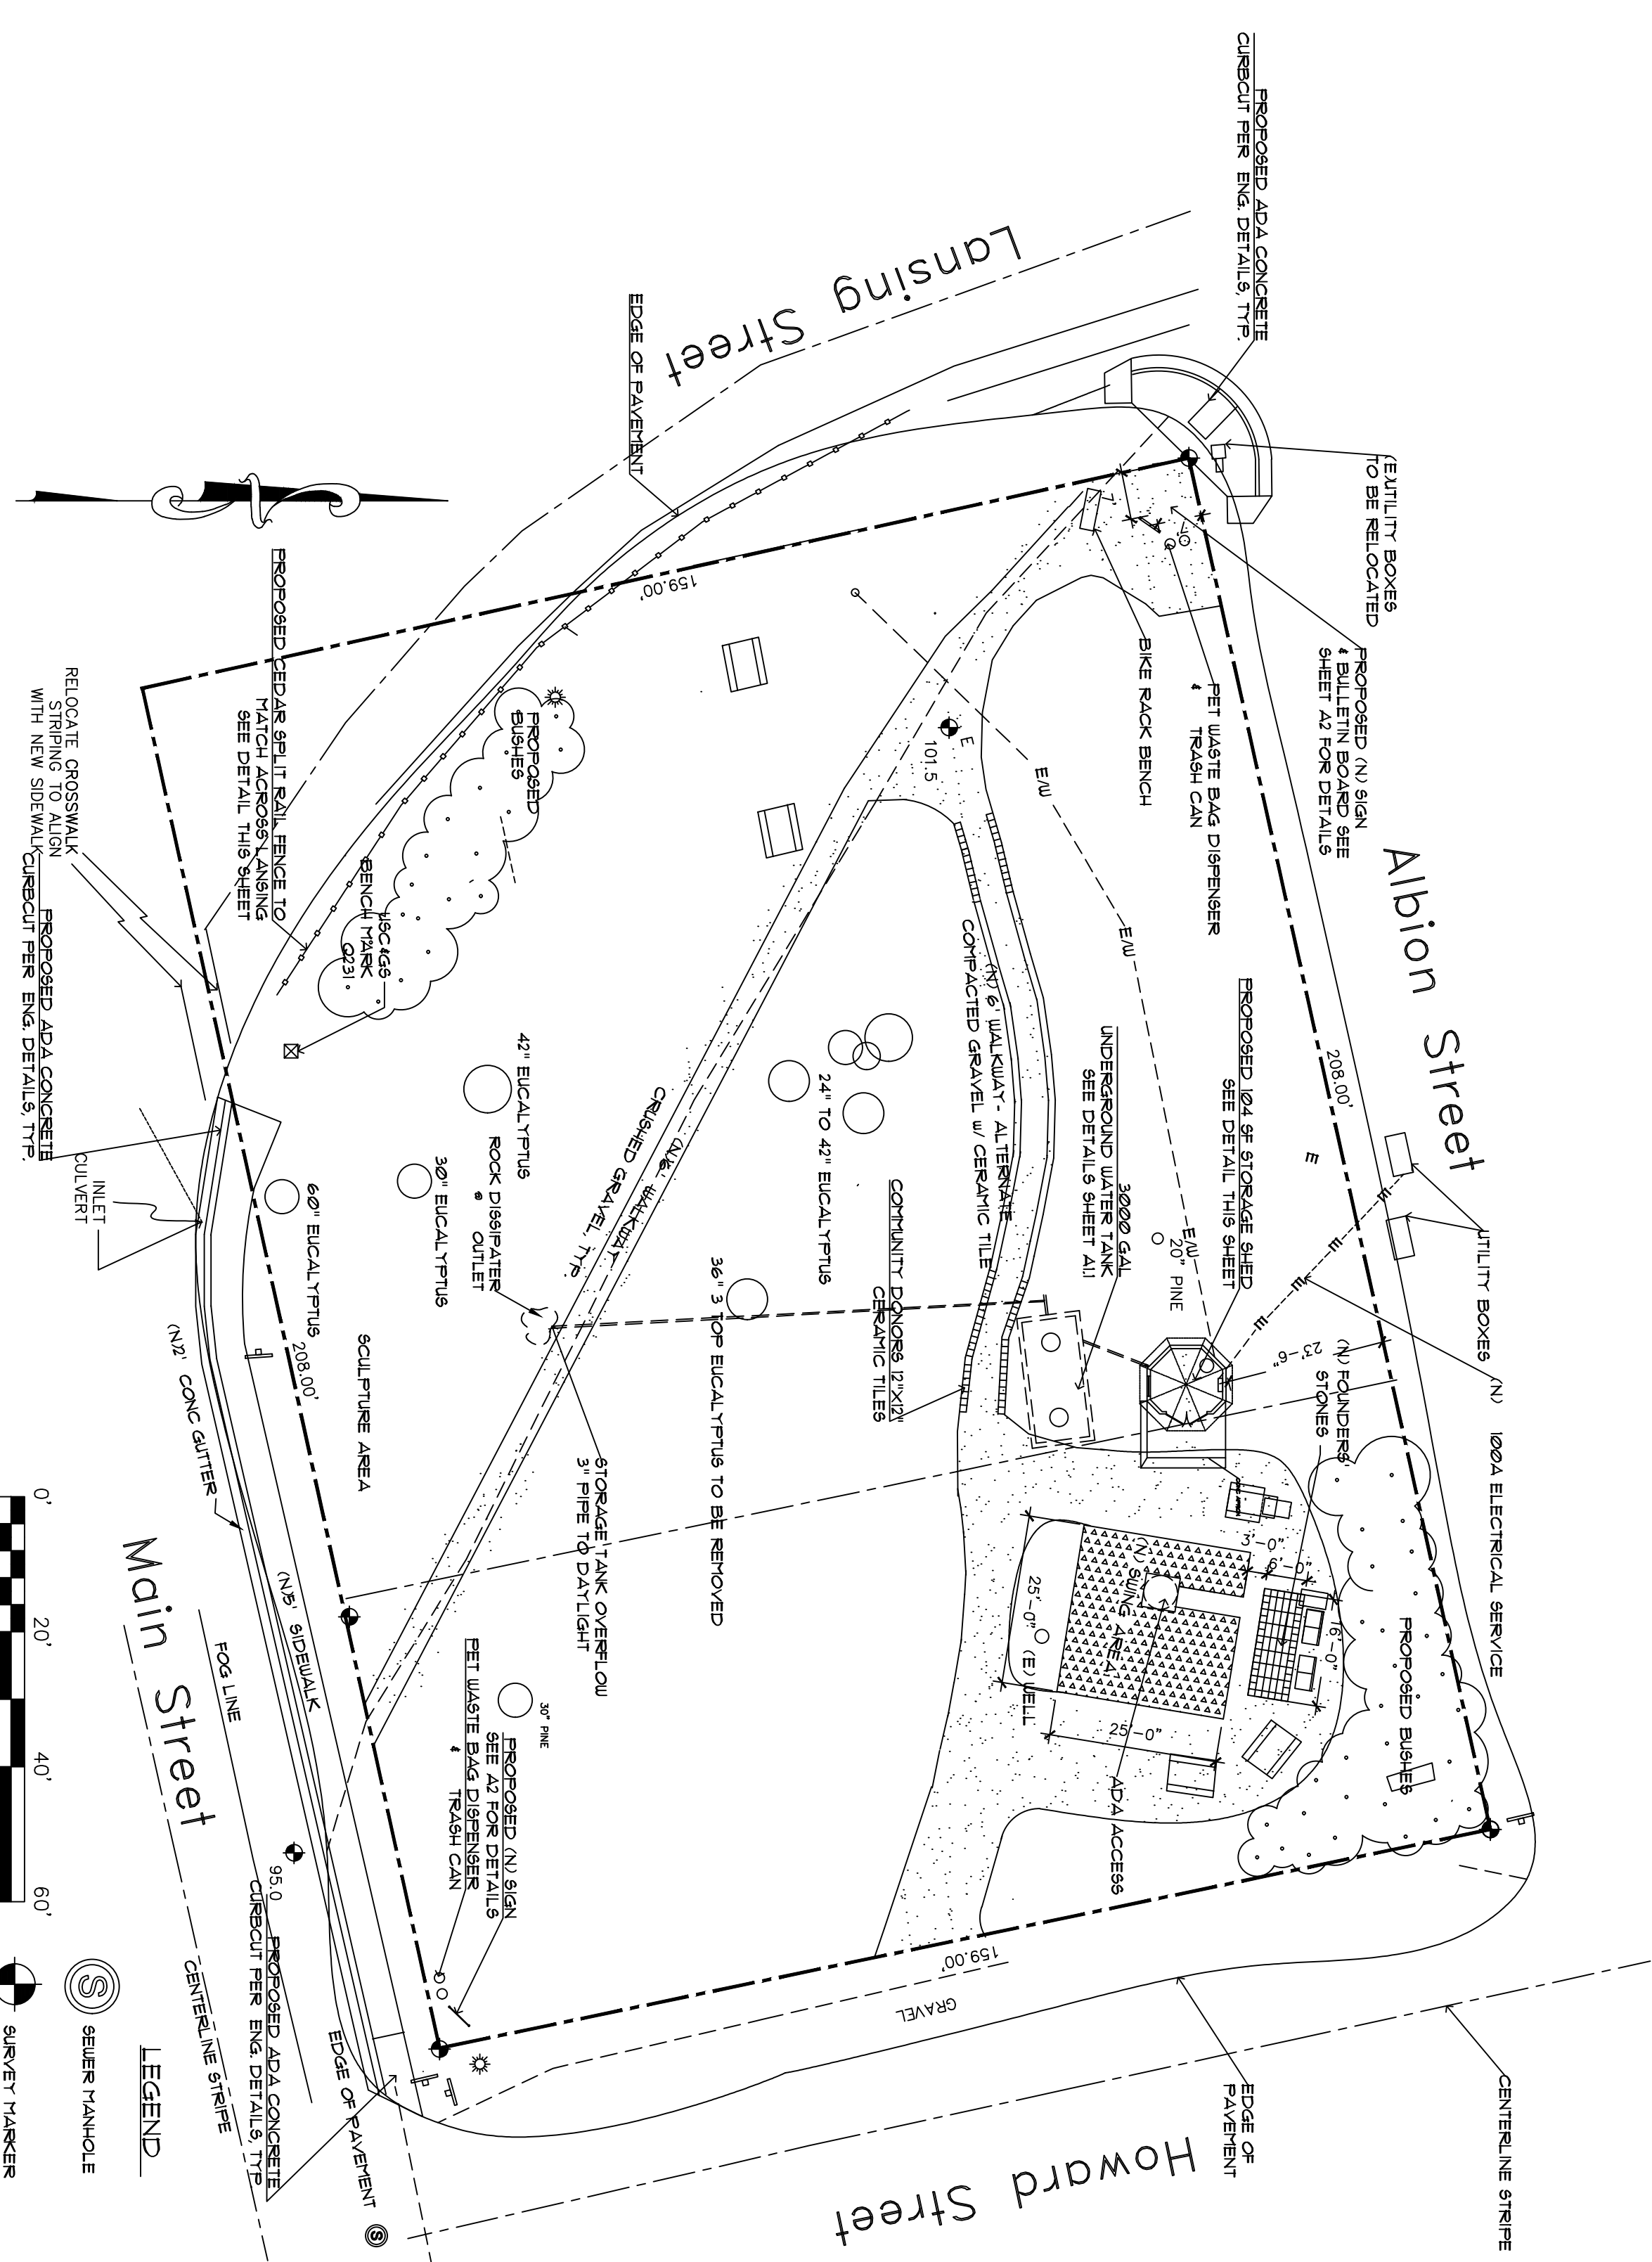 Lansing Street
Albion Street
Main Street
Howard Street
PROPOSED ADA CONCRETE
CURBCUT PER ENG. DETAILS, TYP.
(E)UTILITY BOXES
TO BE RELOCATED
PROPOSED (N) SIGN
& BULLETIN BOARD SEE
SHEET A2 FOR DETAILS
PET WASTE BAG DISPENSER
&
TRASH CAN
BIKE RACK BENCH
7'
7'
EDGE OF PAVEMENT
159.00'
101.5
E
E/W
E/W
E/W
208.00'
E
E
E
E
E
UTILITY BOXES
(N) 100A ELECTRICAL SERVICE
PROPOSED 104 SF STORAGE SHED
SEE DETAIL THIS SHEET
20" PINE
23'-6"
(N) FOUNDERS'
STONES
3000 GAL
UNDERGROUND WATER TANK
SEE DETAILS SHEET A1.1
(N) 6' WALKWAY - ALTERNATE
COMPACTED GRAVEL W/ CERAMIC TILE
COMMUNITY DONORS 12"X12"
CERAMIC TILES
24" TO 42" EUCALYPTUS
36" 3 TOP EUCALYPTUS TO BE REMOVED
(N)6' WALKWAY
CRUSHED GRAVEL, TYP.
STORAGE TANK OVERFLOW
3" PIPE TO DAYLIGHT
42" EUCALYPTUS
ROCK DISSIPATER
@ OUTLET
30" EUCALYPTUS
60" EUCALYPTUS
SCULPTURE AREA
208.00'
PROPOSED
BUSHES
USC&GS
BENCH MARK
Q231
PROPOSED CEDAR SPLIT RAIL FENCE TO
MATCH ACROSS LANSING
SEE DETAIL THIS SHEET
RELOCATE CROSSWALK
STRIPING TO ALIGN
WITH NEW SIDEWALK
PROPOSED ADA CONCRETE
CURBCUT PER ENG. DETAILS, TYP.
INLET
CULVERT
(N)2' CONC GUTTER
(N)5' SIDEWALK
FOG LINE
CENTERLINE STRIPE
3'-0"
6'-0"
16'-0"
(N) SWING AREA
25'-0"
25'-0"
(E) WELL
ADA ACCESS
PROPOSED BUSHES
30" PINE
PROPOSED (N) SIGN
SEE A2 FOR DETAILS
PET WASTE BAG DISPENSER
&
TRASH CAN
95.0
PROPOSED ADA CONCRETE
CURBCUT PER ENG. DETAILS, TYP
EDGE OF PAVEMENT
S
159.00'
GRAVEL
EDGE OF
PAVEMENT
CENTERLINE STRIPE
0' 20' 40' 60'
LEGEND
S SEWER MANHOLE
SURVEY MARKER